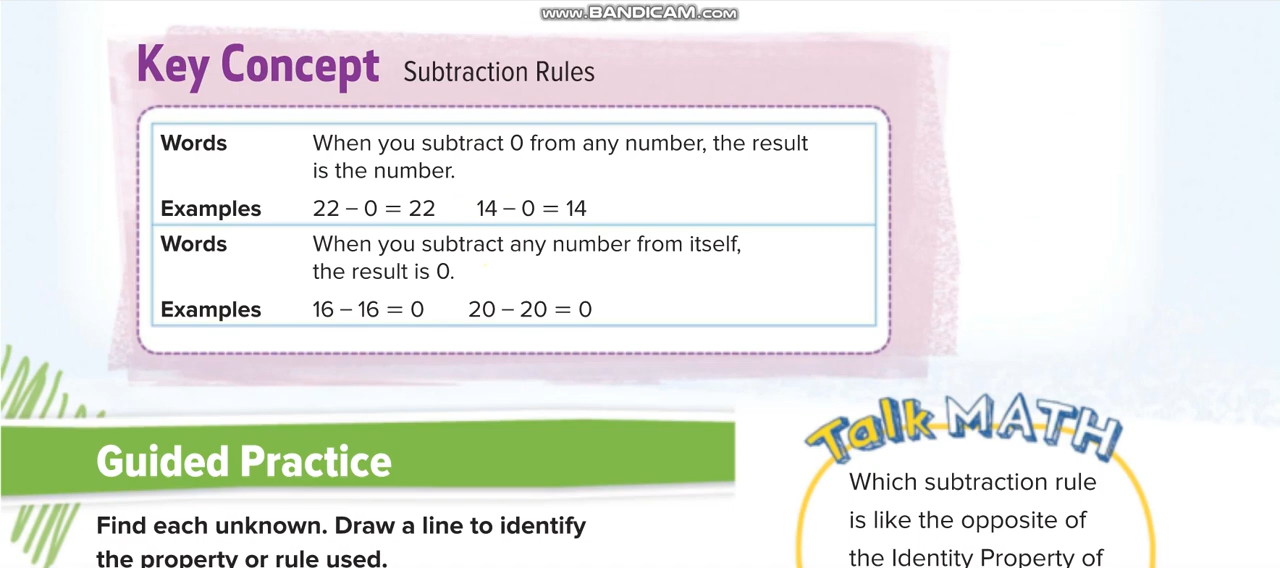 www.BANDICAM.com
Key Concept Subtraction Rules
Words When you subtract 0 from any number, the result
is the number.
Examples 22 – 0 = 22 14 – 0 = 14
Words When you subtract any number from itself,
the result is 0.
Examples 16 – 16 = 0 20 – 20 = 0
Guided Practice
Find each unknown. Draw a line to identify
the property or rule used.
Talk MATH
Which subtraction rule
is like the opposite of
the Identity Property of